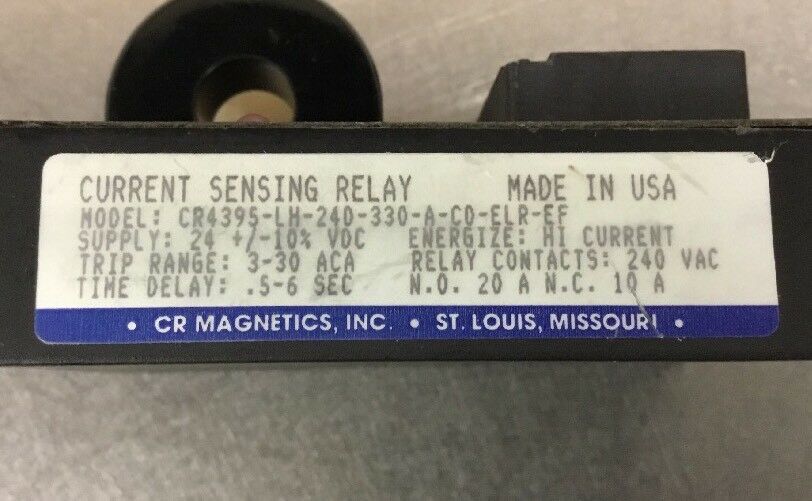 CURRENT SENSING RELAY MADE IN USA
MODEL: CR4395-LH-240-330-A-CD-ELR-EF
SUPPLY: 24 +/-10% VDC ENERGIZE: HI CURRENT
TRIP RANGE: 3-30 ACA RELAY CONTACTS: 240 VAC
TIME DELAY: .5-6 SEC N.O. 20 A N.C. 10 A
• CR MAGNETICS, INC. • ST. LOUIS, MISSOURI •